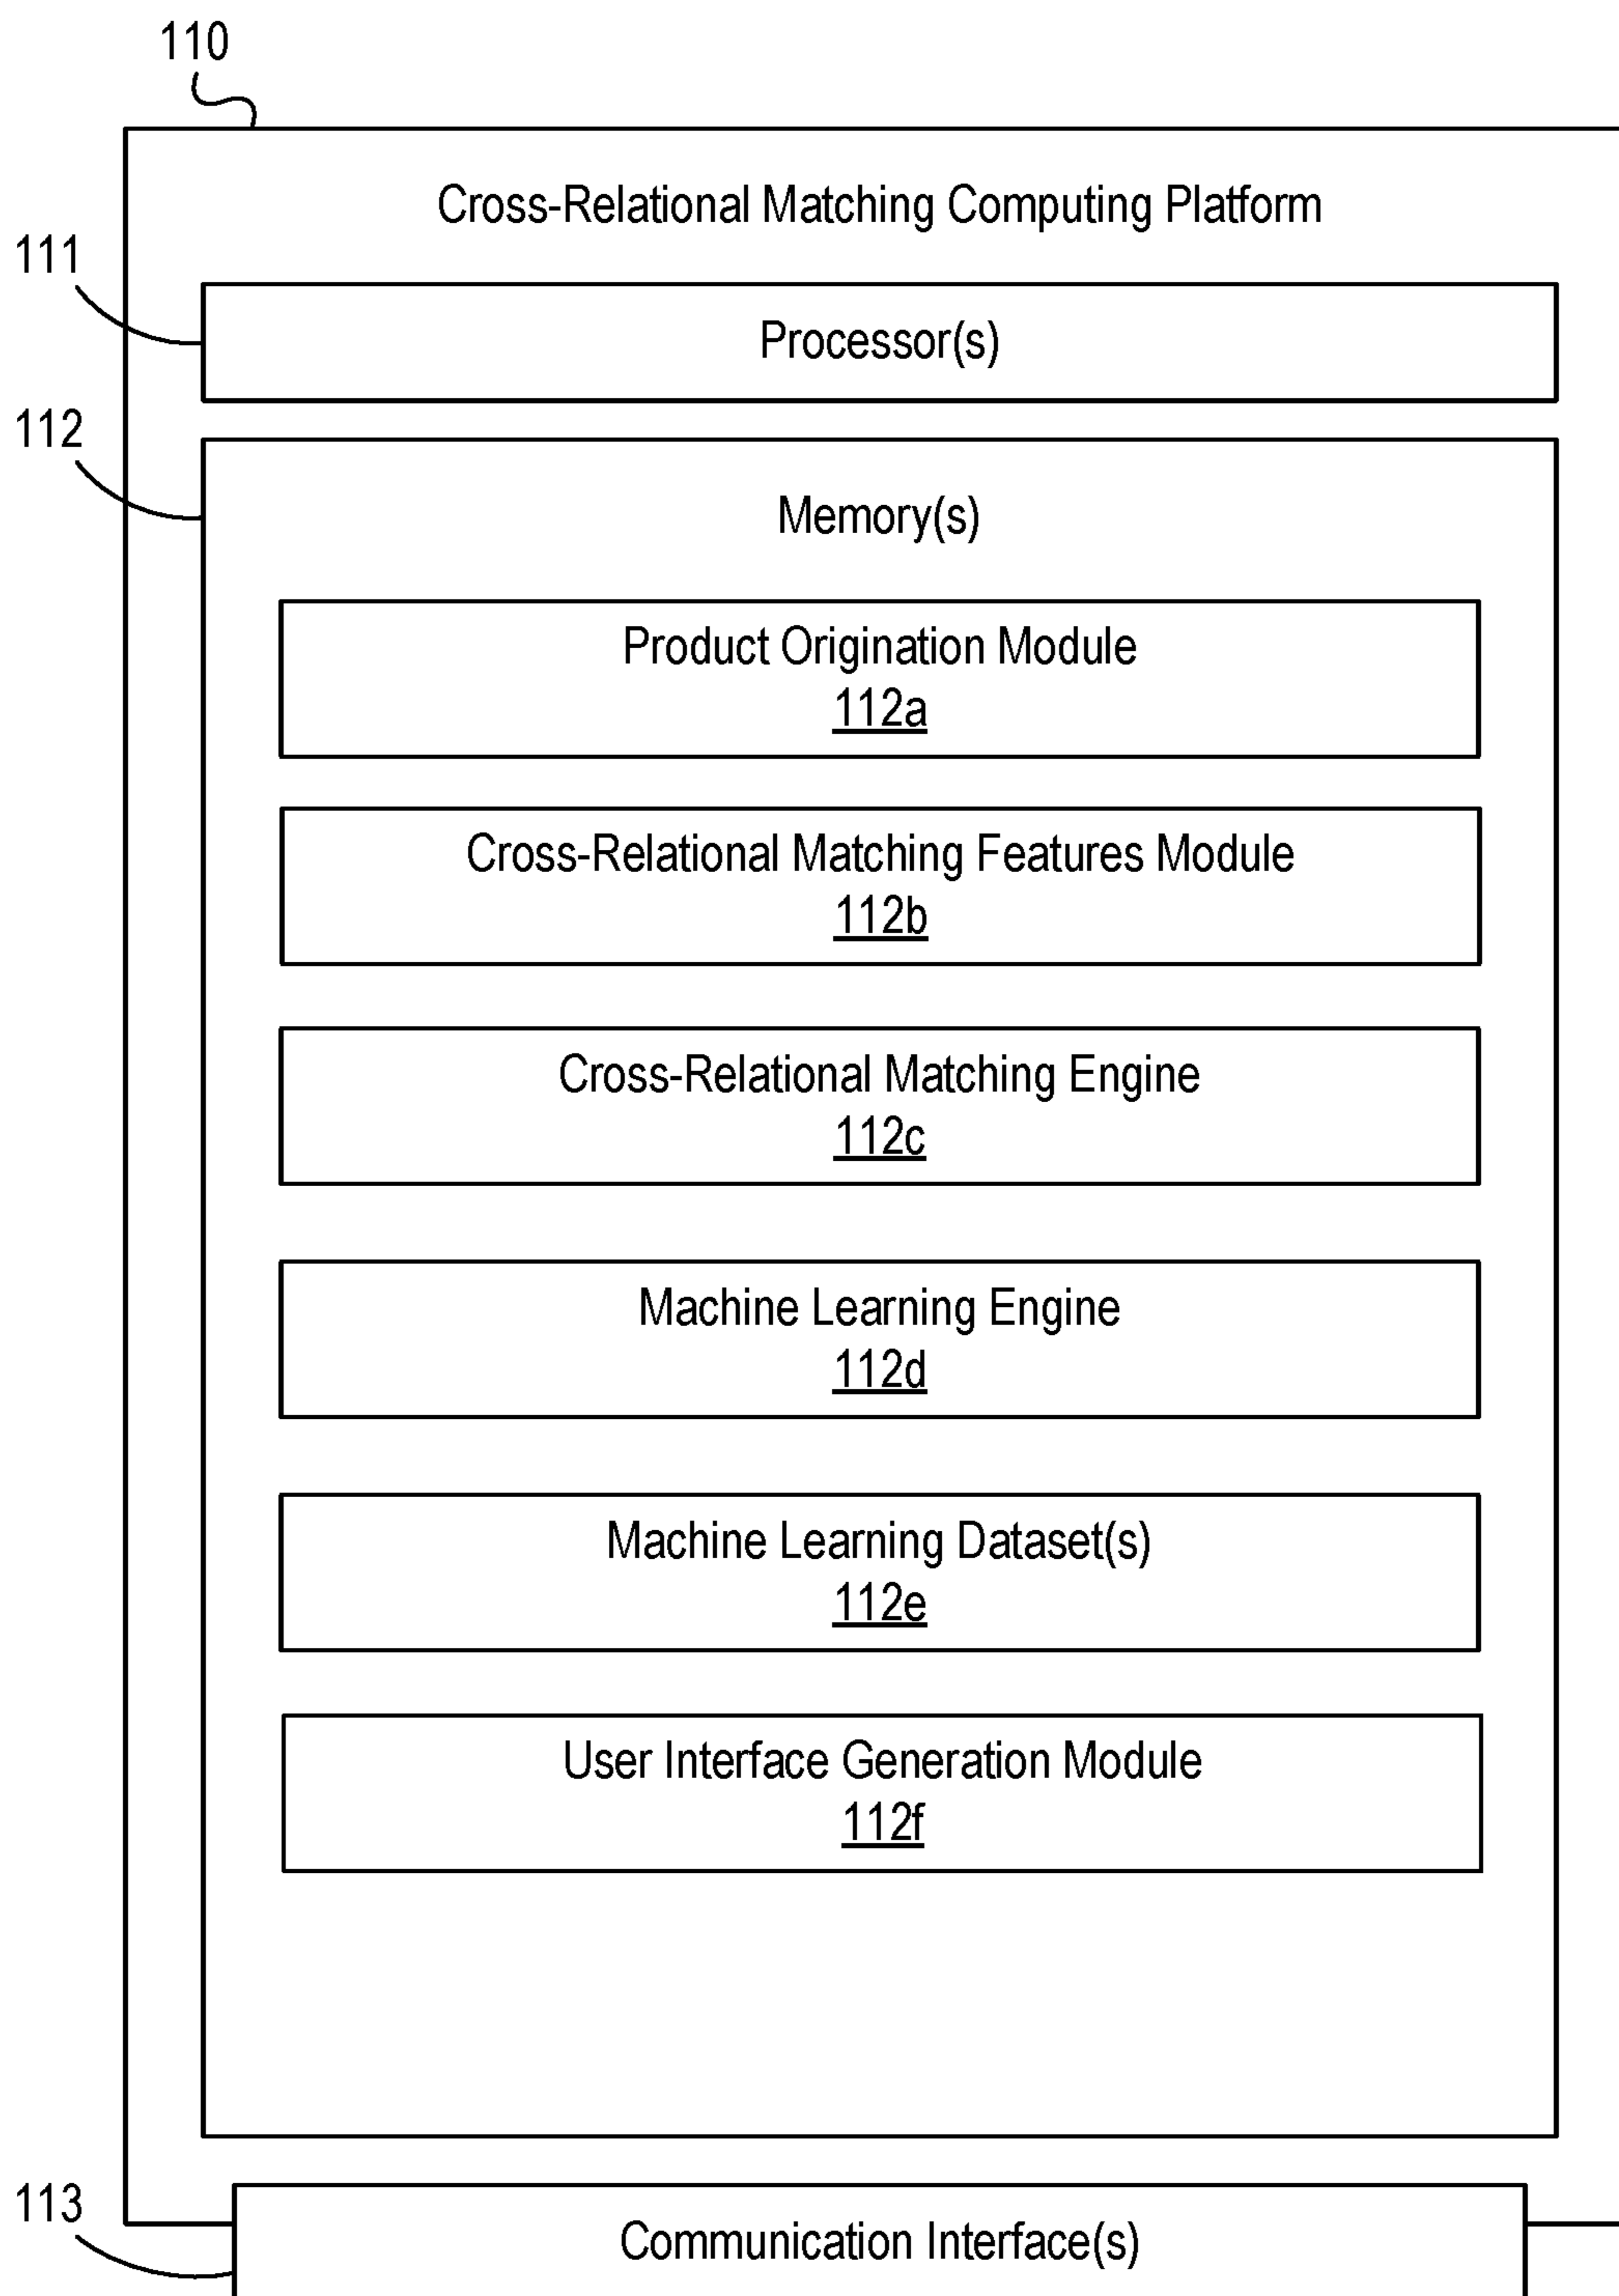 110
Cross-Relational Matching Computing Platform
111
Processor(s)
112
Memory(s)
Product Origination Module
112a
Cross-Relational Matching Features Module
112b
Cross-Relational Matching Engine
112c
Machine Learning Engine
112d
Machine Learning Dataset(s)
112e
User Interface Generation Module
112f
113
Communication Interface(s)